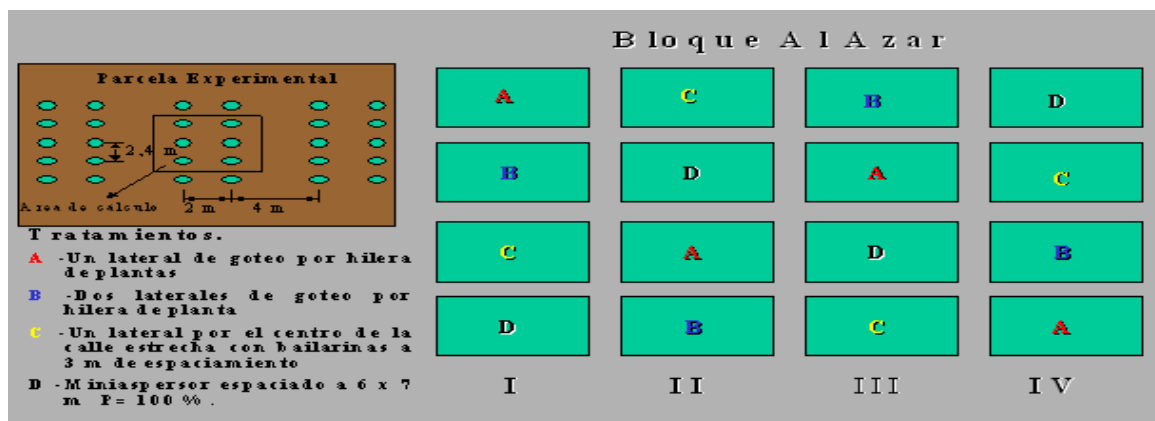 Bloque Al Azar
Parcela Experimental
2,4 m
Area de calculo
2 m
4 m
Tratamientos.
A -Un lateral de goteo por hilera
de plantas
B -Dos laterales de goteo por
hilera de planta
C -Un lateral por el centro de la
calle estrecha con bailarinas a
3 m de espaciamiento
D -Miniaspersor espaciado a 6 x 7
m P= 100 %.
A C B D
B D A C
C A D B
D B C A
I II III IV